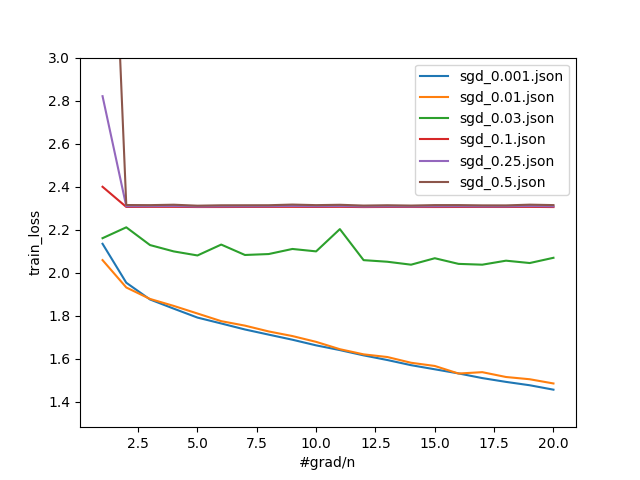 3.0
2.8
2.6
2.4
2.2
2.0
1.8
1.6
1.4
train_loss
sgd_0.001.json
sgd_0.01.json
sgd_0.03.json
sgd_0.1.json
sgd_0.25.json
sgd_0.5.json
2.5 5.0 7.5 10.0 12.5 15.0 17.5 20.0
#grad/n